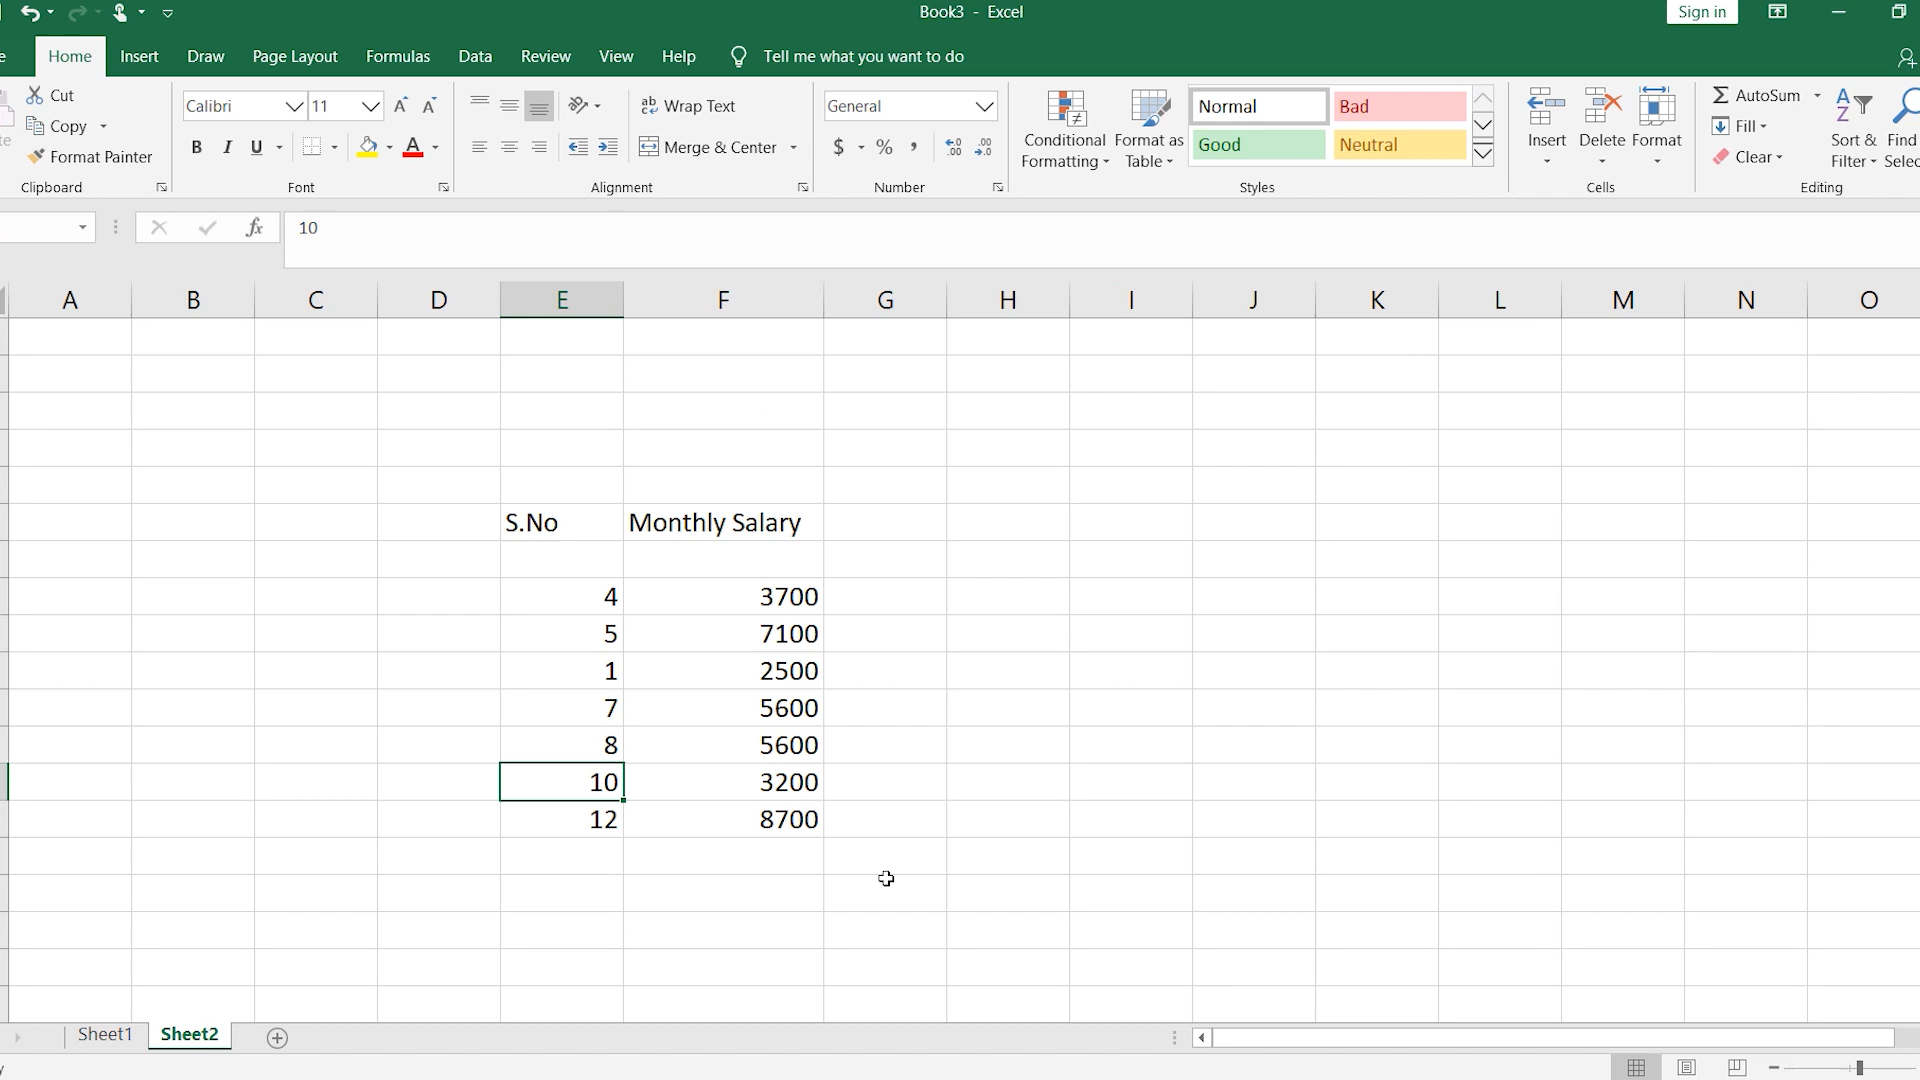 Book3 - Excel
Sign in
Home Insert Draw Page Layout Formulas Data Review View Help Tell me what you want to do
Cut
Copy
Format Painter
Clipboard
Calibri 11
B I U
Font
Wrap Text
Merge & Center
Alignment
General
$ % ,
Number
Conditional Formatting
Format as Table
Normal Bad
Good Neutral
Styles
Insert Delete Format
Cells
AutoSum
Fill
Clear
Sort & Filter
Find
Editing
fx 10
A B C D E F G H I J K L M N O
S.No Monthly Salary
4 3700
5 7100
1 2500
7 5600
8 5600
10 3200
12 8700
Sheet1 Sheet2